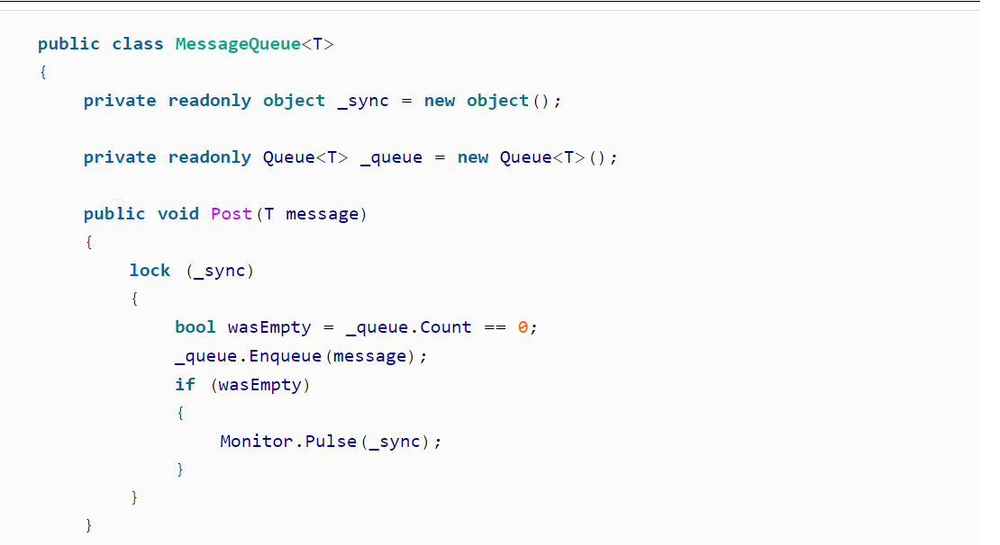 public class MessageQueue<T>
{
private readonly object _sync = new object();
private readonly Queue<T> _queue = new Queue<T>();
public void Post(T message)
{
lock (_sync)
{
bool wasEmpty = _queue.Count == 0;
_queue.Enqueue(message);
if (wasEmpty)
{
Monitor.Pulse(_sync);
}
}
}